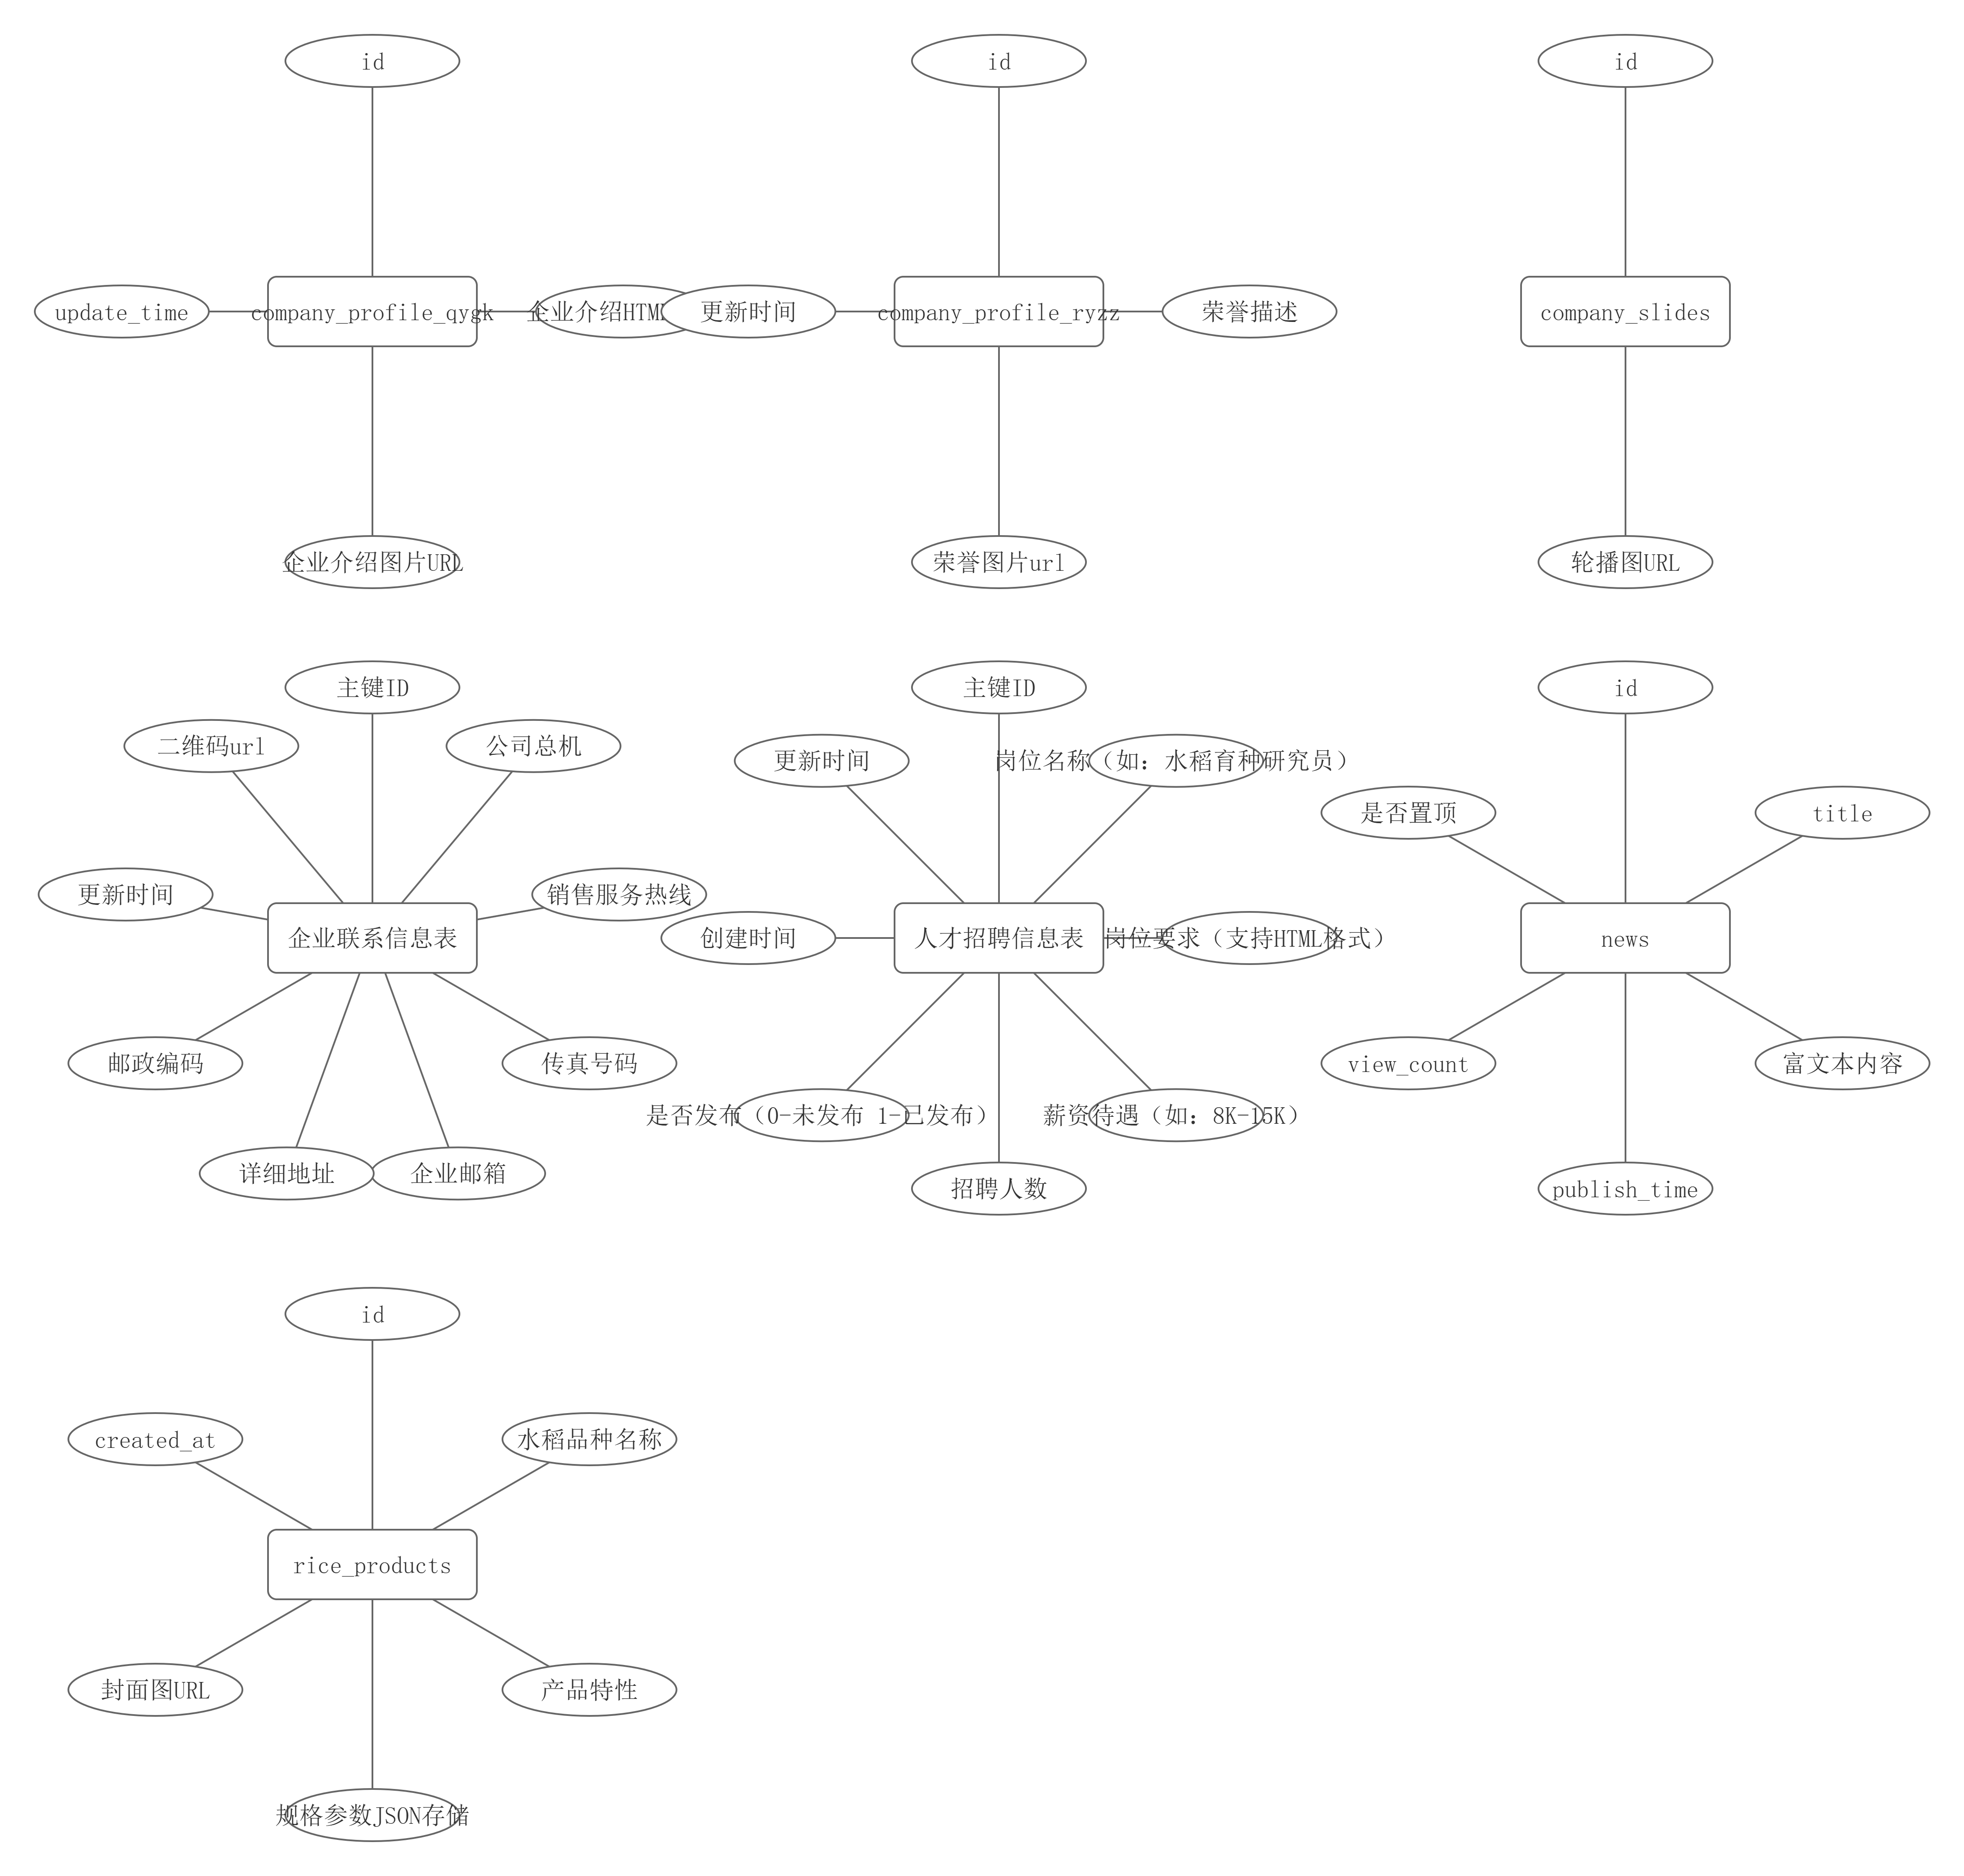 id
id
id
update_time
company_profile_qygk
企业介绍HTML
更新时间
company_profile_ryzz
荣誉描述
company_slides
企业介绍图片URL
荣誉图片url
轮播图URL
主键ID
主键ID
id
二维码url
公司总机
更新时间
岗位名称（如：水稻育种研究员）
是否置顶
title
更新时间
销售服务热线
企业联系信息表
创建时间
人才招聘信息表
岗位要求（支持HTML格式）
news
邮政编码
传真号码
view_count
富文本内容
是否发布（0-未发布 1-已发布）
薪资待遇（如：8K-15K）
详细地址
企业邮箱
招聘人数
publish_time
id
created_at
水稻品种名称
rice_products
封面图URL
产品特性
规格参数JSON存储